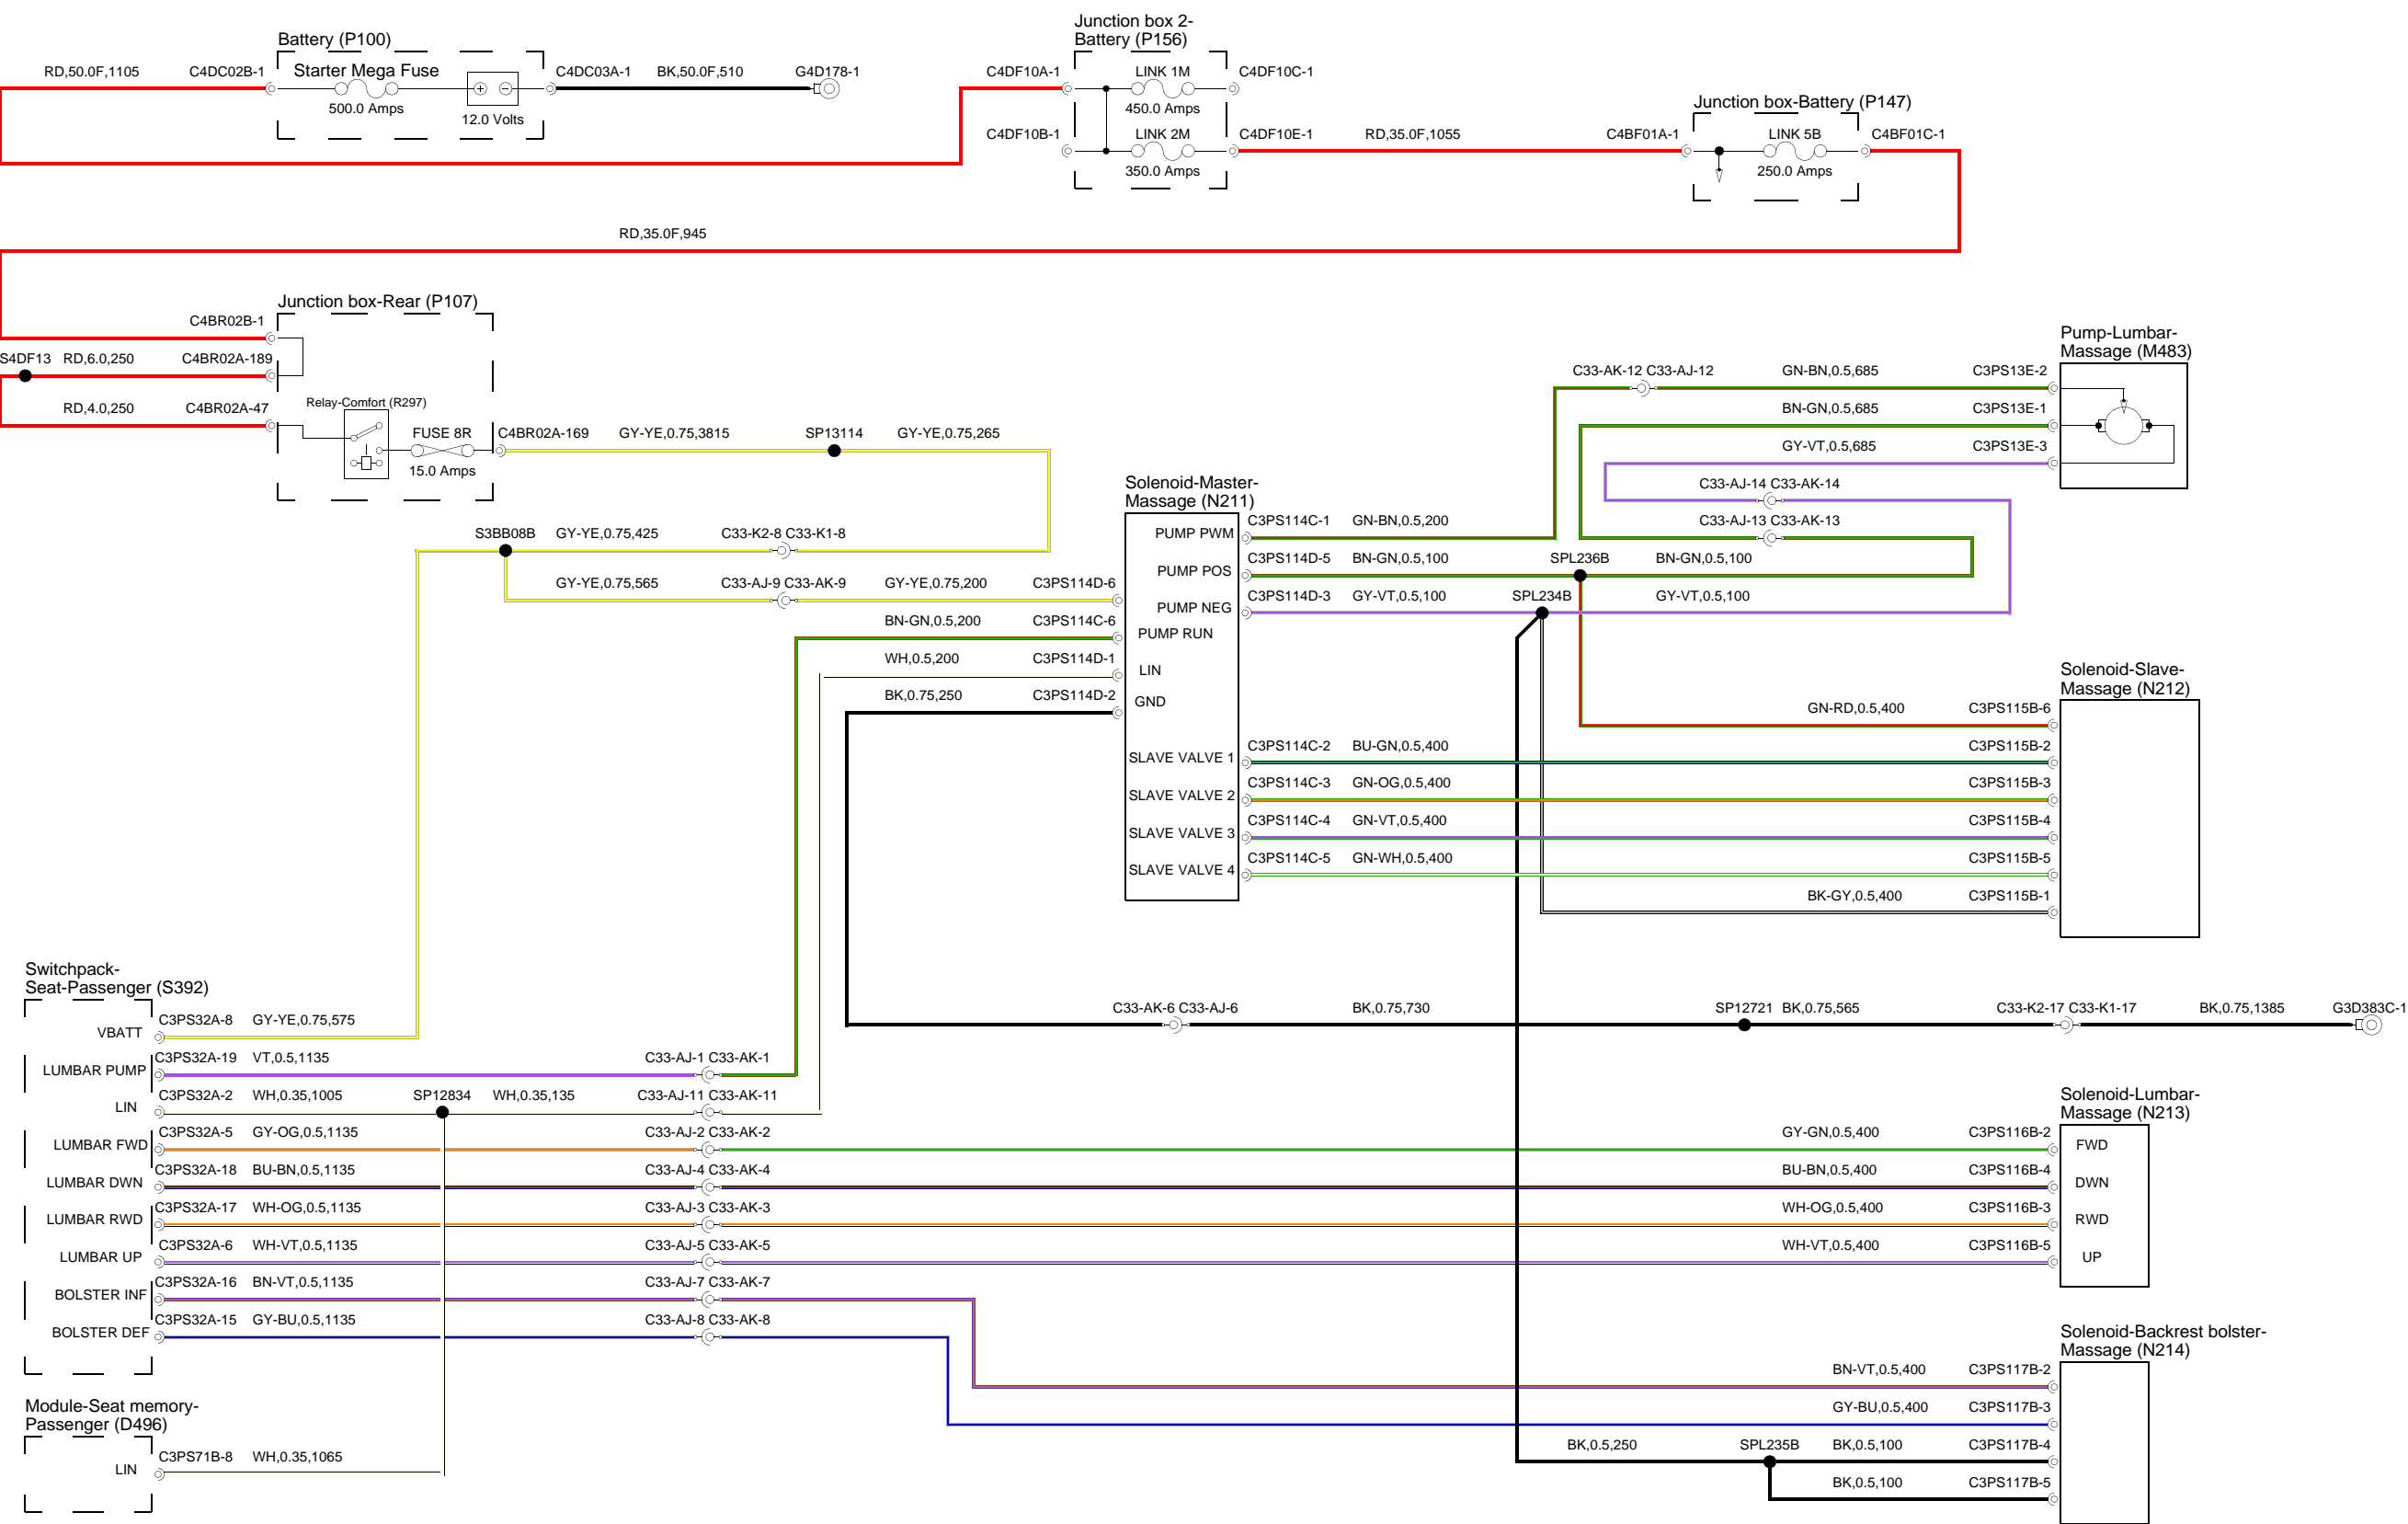 Junction box 2-
Battery (P100)
Battery (P156)
RD,50.0F,1105
C4DC02B-1
Starter Mega Fuse
C4DC03A-1
BK,50.0F,510
G4D178-1
C4DF10A-1
LINK 1M
C4DF10C-1
500.0 Amps
12.0 Volts
450.0 Amps
Junction box-Battery (P147)
C4DF10B-1
LINK 2M
C4DF10E-1
RD,35.0F,1055
C4BF01A-1
LINK 5B
C4BF01C-1
350.0 Amps
250.0 Amps
RD,35.0F,945
Junction box-Rear (P107)
C4BR02B-1
S4DF13
RD,6.0,250
C4BR02A-189
RD,4.0,250
C4BR02A-47
Relay-Comfort (R297)
FUSE 8R
15.0 Amps
C4BR02A-169
GY-YE,0.75,3815
SP13114
GY-YE,0.75,265
Pump-Lumbar-
Massage (M483)
C33-AK-12 C33-AJ-12
GN-BN,0.5,685
C3PS13E-2
BN-GN,0.5,685
C3PS13E-1
GY-VT,0.5,685
C3PS13E-3
C33-AJ-14 C33-AK-14
C33-AJ-13 C33-AK-13
Solenoid-Master-
Massage (N211)
S3BB08B
GY-YE,0.75,425
C33-K2-8 C33-K1-8
PUMP PWM
C3PS114C-1
GN-BN,0.5,200
GY-YE,0.75,565
C33-AJ-9 C33-AK-9
GY-YE,0.75,200
C3PS114D-6
PUMP POS
C3PS114D-5
BN-GN,0.5,100
SPL236B
BN-GN,0.5,100
PUMP NEG
C3PS114D-3
GY-VT,0.5,100
SPL234B
GY-VT,0.5,100
BN-GN,0.5,200
C3PS114C-6
PUMP RUN
WH,0.5,200
C3PS114D-1
LIN
BK,0.75,250
C3PS114D-2
GND
Solenoid-Slave-
Massage (N212)
GN-RD,0.5,400
C3PS115B-6
SLAVE VALVE 1
C3PS114C-2
BU-GN,0.5,400
C3PS115B-2
SLAVE VALVE 2
C3PS114C-3
GN-OG,0.5,400
C3PS115B-3
SLAVE VALVE 3
C3PS114C-4
GN-VT,0.5,400
C3PS115B-4
SLAVE VALVE 4
C3PS114C-5
GN-WH,0.5,400
C3PS115B-5
BK-GY,0.5,400
C3PS115B-1
Switchpack-
Seat-Passenger (S392)
C33-AK-6 C33-AJ-6
BK,0.75,730
SP12721
BK,0.75,565
C33-K2-17 C33-K1-17
BK,0.75,1385
G3D383C-1
VBATT
C3PS32A-8
GY-YE,0.75,575
LUMBAR PUMP
C3PS32A-19
VT,0.5,1135
C33-AJ-1 C33-AK-1
LIN
C3PS32A-2
WH,0.35,1005
SP12834
WH,0.35,135
C33-AJ-11 C33-AK-11
Solenoid-Lumbar-
Massage (N213)
LUMBAR FWD
C3PS32A-5
GY-OG,0.5,1135
C33-AJ-2 C33-AK-2
GY-GN,0.5,400
C3PS116B-2
FWD
LUMBAR DWN
C3PS32A-18
BU-BN,0.5,1135
C33-AJ-4 C33-AK-4
BU-BN,0.5,400
C3PS116B-4
DWN
LUMBAR RWD
C3PS32A-17
WH-OG,0.5,1135
C33-AJ-3 C33-AK-3
WH-OG,0.5,400
C3PS116B-3
RWD
LUMBAR UP
C3PS32A-6
WH-VT,0.5,1135
C33-AJ-5 C33-AK-5
WH-VT,0.5,400
C3PS116B-5
UP
BOLSTER INF
C3PS32A-16
BN-VT,0.5,1135
C33-AJ-7 C33-AK-7
BOLSTER DEF
C3PS32A-15
GY-BU,0.5,1135
C33-AJ-8 C33-AK-8
Solenoid-Backrest bolster-
Massage (N214)
BN-VT,0.5,400
C3PS117B-2
GY-BU,0.5,400
C3PS117B-3
Module-Seat memory-
Passenger (D496)
BK,0.5,250
SPL235B
BK,0.5,100
C3PS117B-4
LIN
C3PS71B-8
WH,0.35,1065
BK,0.5,100
C3PS117B-5